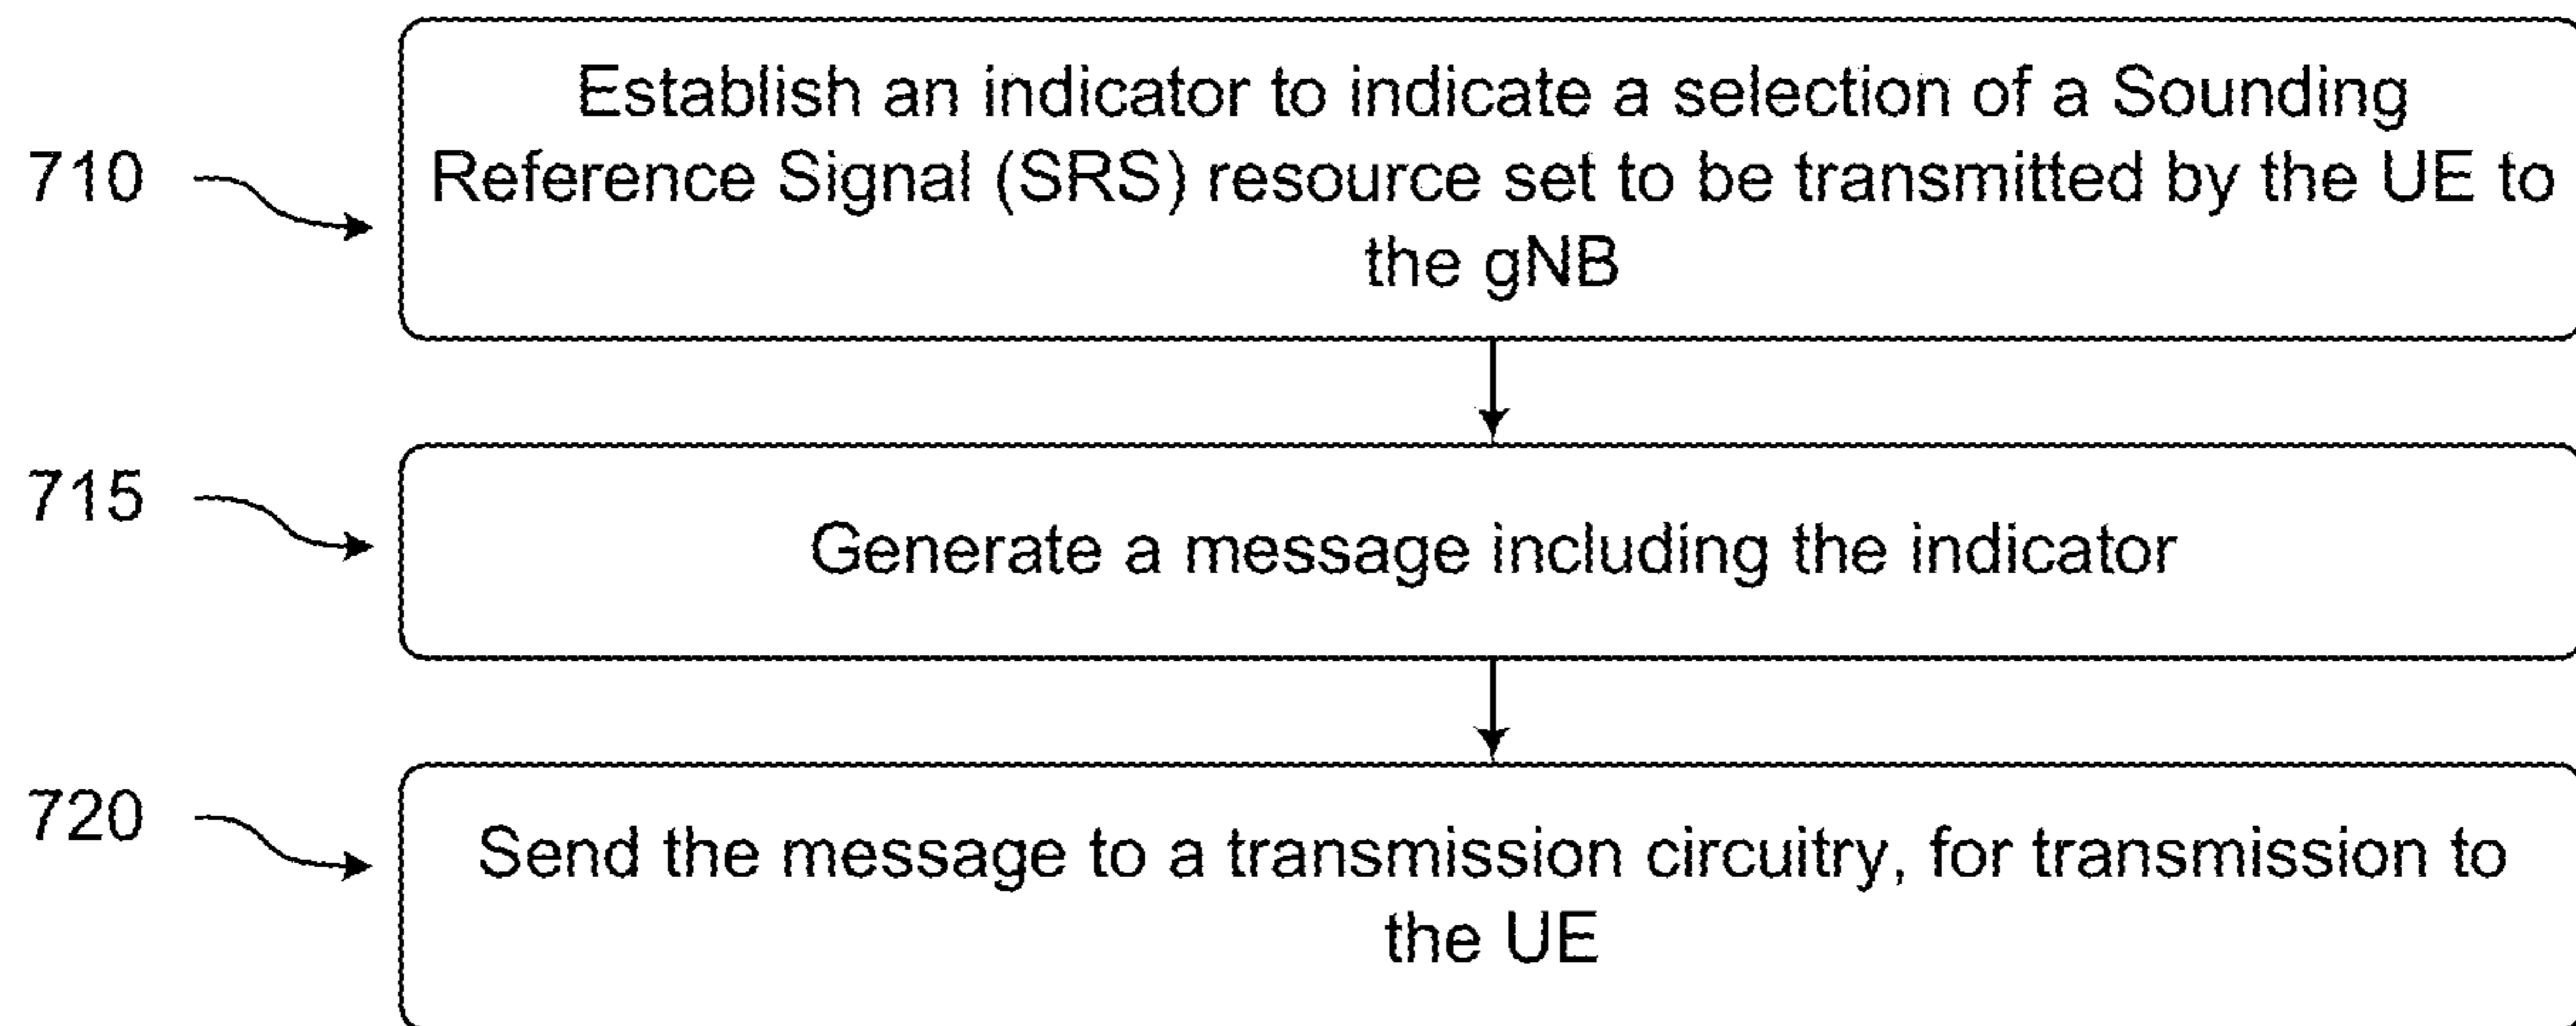 710
Establish an indicator to indicate a selection of a Sounding
Reference Signal (SRS) resource set to be transmitted by the UE to
the gNB
715
Generate a message including the indicator
720
Send the message to a transmission circuitry, for transmission to
the UE